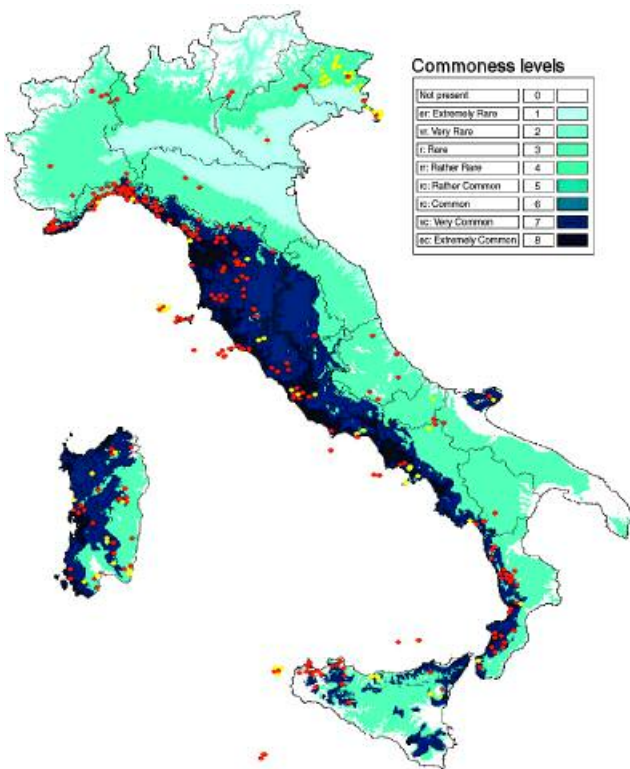 Commoness levels
Not present 0
er: Extremely Rare 1
vr: Very Rare 2
r: Rare 3
rr: Rather Rare 4
rc: Rather Common 5
rc: Common 6
vc: Very Common 7
ec: Extremely Common 8